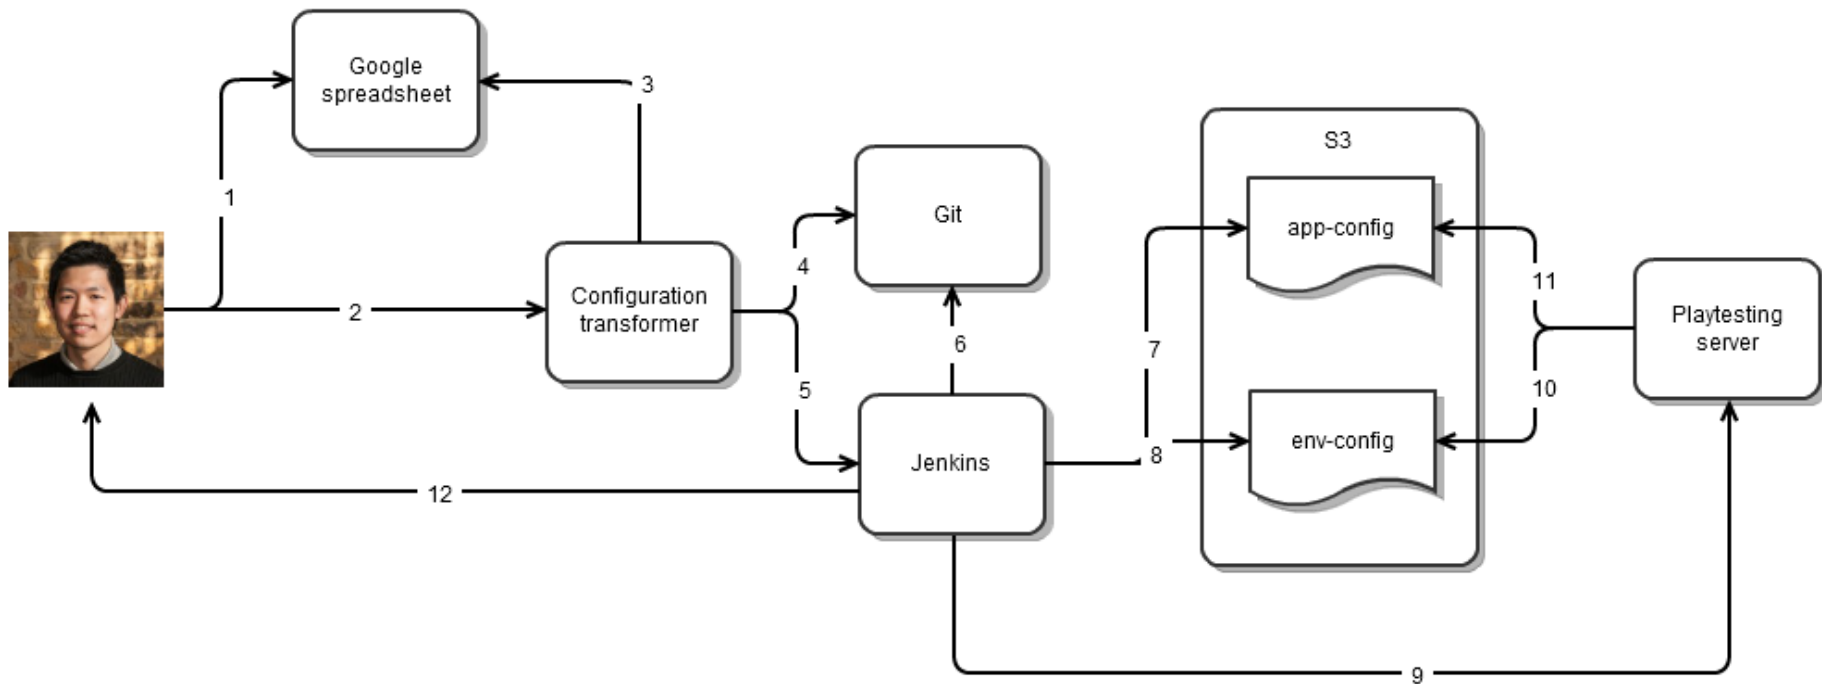 Google
spreadsheet
3
1
S3
Git
app-config
4
11
Configuration
transformer
2
Playtesting
server
6
7
5
10
env-config
8
Jenkins
12
9